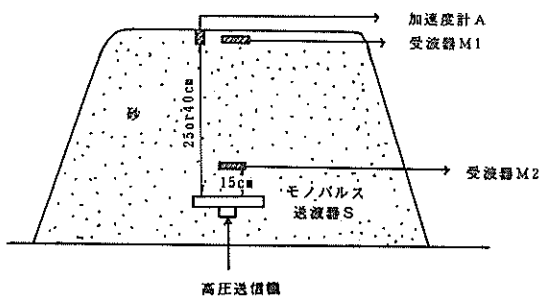 加速度計A
受波器M1
砂
25or40cm
受波器M2
15cm
モノパルス
送波器S
高圧送信機